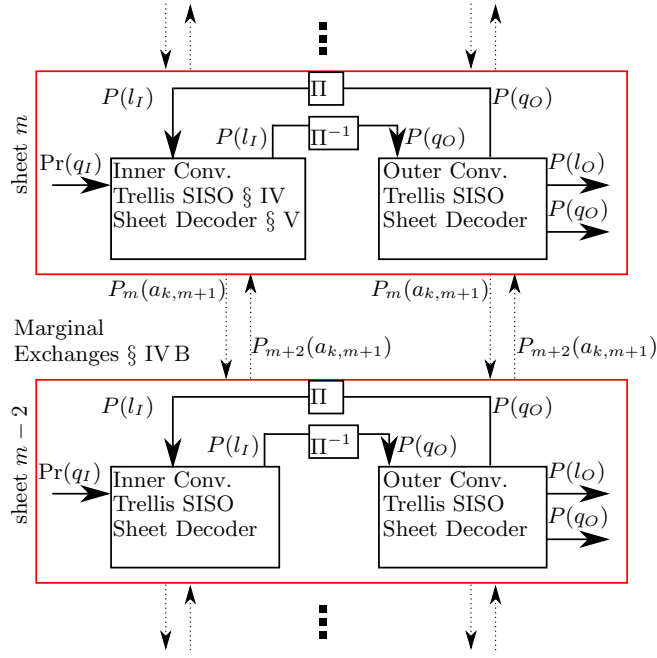 sheet m
P(l_I)
Π
P(q_O)
P(l_I)
Π^{-1}
P(q_O)
Pr(q_I)
Inner Conv.
Trellis SISO § IV
Sheet Decoder § V
Outer Conv.
Trellis SISO
Sheet Decoder
P(l_O)
P(q_O)
P_m(a_{k,m+1})
P_m(a_{k,m+1})
Marginal
Exchanges § IV B
P_{m+2}(a_{k,m+1})
P_{m+2}(a_{k,m+1})
sheet m − 2
P(l_I)
Π
P(q_O)
P(l_I)
Π^{-1}
P(q_O)
Pr(q_I)
Inner Conv.
Trellis SISO
Sheet Decoder
Outer Conv.
Trellis SISO
Sheet Decoder
P(l_O)
P(q_O)